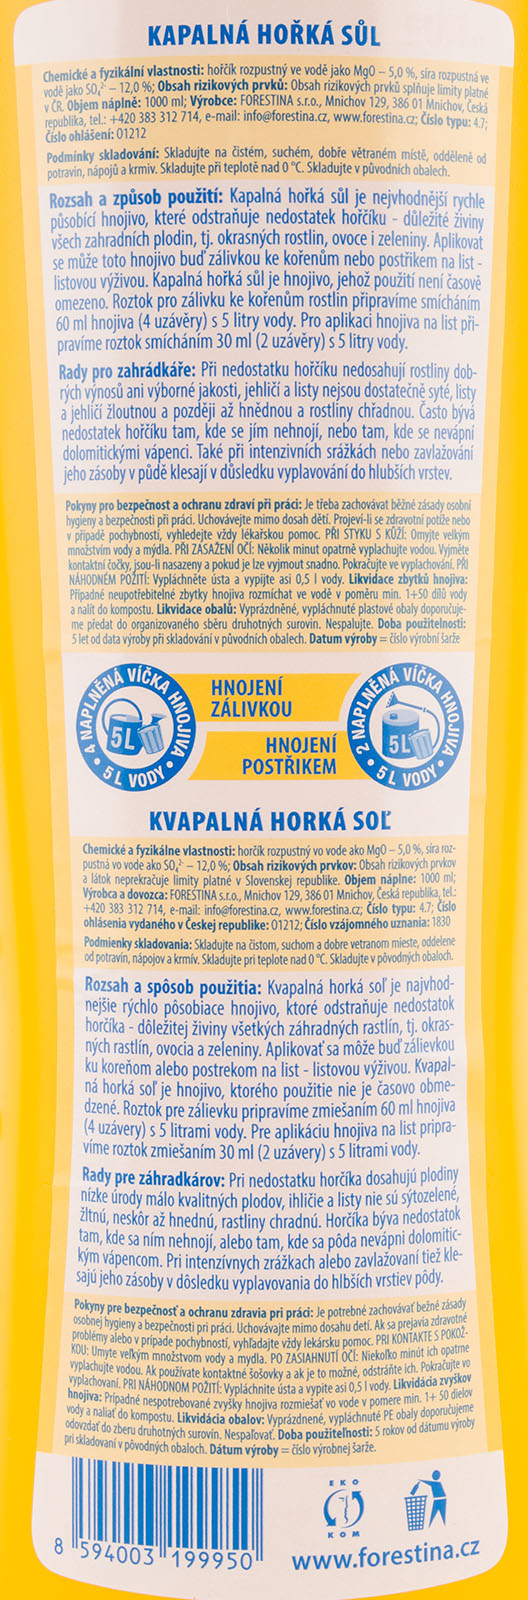 KAPALNÁ HOŘKÁ SŮL
Chemické a fyzikální vlastnosti: hořčík rozpustný ve vodě jako MgO – 5,0 %, síra rozpustná ve
vodě jako SO₄²⁻ – 12,0 %; Obsah rizikových prvků: Obsah rizikových prvků splňuje limity platné
v ČR. Objem náplně: 1000 ml; Výrobce: FORESTINA s.r.o., Mnichov 129, 386 01 Mnichov, Česká
republika, tel.: +420 383 312 714, e-mail: info@forestina.cz, www.forestina.cz; Číslo typu: 4.7;
Číslo ohlášení: 01212
Podmínky skladování: Skladujte na čistém, suchém, dobře větraném místě, odděleně od
potravin, nápojů a krmiv. Skladujte při teplotě nad 0 °C. Skladujte v původních obalech.
Rozsah a způsob použití: Kapalná hořká sůl je nejvhodnější rychle
působící hnojivo, které odstraňuje nedostatek hořčíku - důležité živiny
všech zahradních plodin, tj. okrasných rostlin, ovoce i zeleniny. Aplikovat
se může toto hnojivo buď zálivkou ke kořenům nebo postřikem na list -
listovou výživou. Kapalná hořká sůl je hnojivo, jehož použití není časově
omezeno. Roztok pro zálivku ke kořenům rostlin připravíme smícháním
60 ml hnojiva (4 uzávěry) s 5 litry vody. Pro aplikaci hnojiva na list při-
pravíme roztok smícháním 30 ml (2 uzávěry) s 5 litry vody.
Rady pro zahrádkáře: Při nedostatku hořčíku nedosahují rostliny dob-
rých výnosů ani výborné jakosti, jehličí a listy nejsou dostatečně syté, listy
a jehličí žloutnou a později až hnědnou a rostliny chřadnou. Často bývá
nedostatek hořčíku tam, kde se jím nehnojí, nebo tam, kde se nevápní
dolomitickými vápenci. Také při intenzivních srážkách nebo zavlažování
jeho zásoby v půdě klesají v důsledku vyplavování do hlubších vrstev.
Pokyny pro bezpečnost a ochranu zdraví při práci: Je třeba zachovávat běžné zásady osobní
hygieny a bezpečnosti při práci. Uchovávejte mimo dosah dětí. Projeví-li se zdravotní potíže nebo
v případě pochybností, vyhledejte vždy lékařskou pomoc. PŘI STYKU S KŮŽÍ: Omyjte velkým
množstvím vody a mýdla. PŘI ZASAŽENÍ OČÍ: Několik minut opatrně vyplachujte vodou. Vyjměte
kontaktní čočky, jsou-li nasazeny a pokud je lze vyjmout snadno. Pokračujte ve vyplachování. PŘI
NÁHODNÉM POŽITÍ: Vypláchněte ústa a vypijte asi 0,5 l vody. Likvidace zbytků hnojiva:
Případné neupotřebitelné zbytky hnojiva rozmíchat ve vodě v poměru min. 1+50 dílů vody
a nalít do kompostu. Likvidace obalů: Vyprázdněné, vypláchnuté plastové obaly doporučuje-
me předat do organizovaného sběru druhotných surovin. Nespalujte. Doba použitelnosti:
5 let od data výroby při skladování v původních obalech. Datum výroby = číslo výrobní šarže
4 NAPLNĚNÁ VÍČKA HNOJIVA • 5 L VODY •
5L
HNOJENÍ
ZÁLIVKOU
HNOJENÍ
POSTŘIKEM
2 NAPLNĚNÁ VÍČKA HNOJIVA • 5 L VODY •
5L
KVAPALNÁ HORKÁ SOĽ
Chemické a fyzikálne vlastnosti: horčík rozpustný vo vode ako MgO – 5,0 %, síra roz-
pustná vo vode ako SO₄²⁻ – 12,0 %; Obsah rizikových prvkov: Obsah rizikových prvkov
a látok neprekračuje limity platné v Slovenskej republike. Objem náplne: 1000 ml;
Výrobca a dovozca: FORESTINA s.r.o., Mnichov 129, 386 01 Mnichov, Česká republika, tel.:
+420 383 312 714, e-mail: info@forestina.cz, www.forestina.cz; Číslo typu: 4.7; Číslo
ohlásenia vydaného v Českej republike: 01212; Číslo vzájomného uznania: 1830
Podmienky skladovania: Skladujte na čistom, suchom a dobre vetranom mieste, oddelene
od potravín, nápojov a krmív. Skladujte pri teplote nad 0 °C. Skladujte v pôvodných obaloch.
Rozsah a spôsob použitia: Kvapalná horká soľ je najvhod-
nejšie rýchlo pôsobiace hnojivo, ktoré odstraňuje nedostatok
horčíka - dôležitej živiny všetkých záhradných rastlín, tj. okras-
ných rastlín, ovocia a zeleniny. Aplikovať sa môže buď zálievkou
ku koreňom alebo postrekom na list - listovou výživou. Kvapal-
ná horká soľ je hnojivo, ktorého použitie nie je časovo obme-
dzené. Roztok pre zálievku pripravíme zmiešaním 60 ml hnojiva
(4 uzávery) s 5 litrami vody. Pre aplikáciu hnojiva na list pripra-
víme roztok zmiešaním 30 ml (2 uzávery) s 5 litrami vody.
Rady pre záhradkárov: Pri nedostatku horčíka dosahujú plodiny
nízke úrody málo kvalitných plodov, ihličie a listy nie sú sýtozelené,
žltnú, neskôr až hnednú, rastliny chradnú. Horčíka býva nedostatok
tam, kde sa ním nehnojí, alebo tam, kde sa pôda nevápni dolomitic-
kým vápencom. Pri intenzívnych zrážkach alebo zavlažovaní tiež kle-
sajú jeho zásoby v dôsledku vyplavovania do hlbších vrstiev pôdy.
Pokyny pre bezpečnosť a ochranu zdravia pri práci: Je potrebné zachovávať bežné zásady
osobnej hygieny a bezpečnosti pri práci. Uchovávajte mimo dosahu detí. Ak sa prejavia zdravotné
problémy alebo v prípade pochybností, vyhľadajte vždy lekársku pomoc. PRI KONTAKTE S POKOŽ-
KOU: Umyte veľkým množstvom vody a mydla. PO ZASIAHNUTÍ OČÍ: Niekoľko minút ich opatrne
vyplachujte vodou. Ak používate kontaktné šošovky a ak je to možné, odstráňte ich. Pokračujte vo
vyplachovaní. PRI NÁHODNOM POŽITÍ: Vypláchnite ústa a vypite asi 0,5 l vody. Likvidácia zvyškov
hnojiva: Prípadné nespotrebované zvyšky hnojiva rozmiešať vo vode v pomere min. 1+ 50 dielov
vody a naliať do kompostu. Likvidácia obalov: Vyprázdnené, vypláchnuté PE obaly doporučujeme
odovzdať do zberu druhotných surovín. Nespaľovať. Doba použiteľnosti: 5 rokov od dátumu výroby
pri skladovaní v pôvodných obaloch. Dátum výroby = číslo výrobnej šarže.
8 594003 199950
EKO
KOM
www.forestina.cz